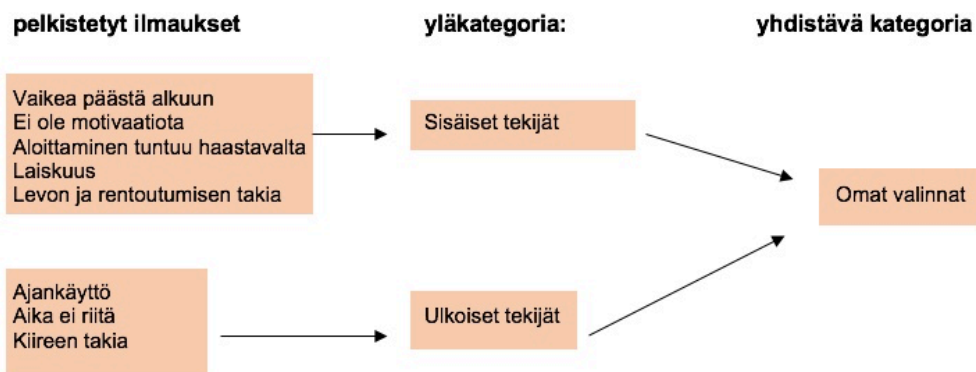 pelkistetyt ilmaukset
yläkategoria:
yhdistävä kategoria
Vaikea päästä alkuun
Ei ole motivaatiota
Aloittaminen tuntuu haastavalta
Laiskuus
Levon ja rentoutumisen takia
Sisäiset tekijät
Omat valinnat
Ajankäyttö
Aika ei riitä
Kiireen takia
Ulkoiset tekijät